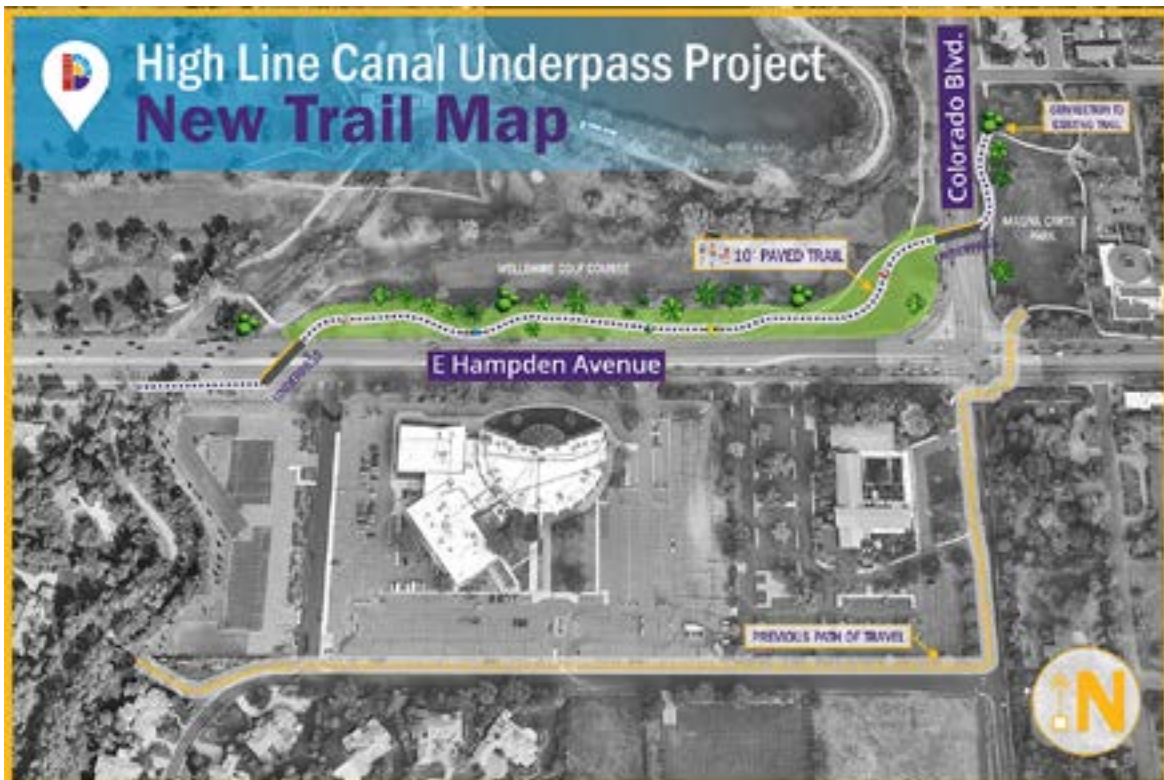 High Line Canal Underpass Project
New Trail Map
Colorado Blvd.
CONNECTION TO
EXISTING TRAIL
MAGNA CARTA
PARK
10' PAVED TRAIL
WELLSHIRE GOLF COURSE
UNDERPASS
E Hampden Avenue
UNDERPASS
PREVIOUS PATH OF TRAVEL
N